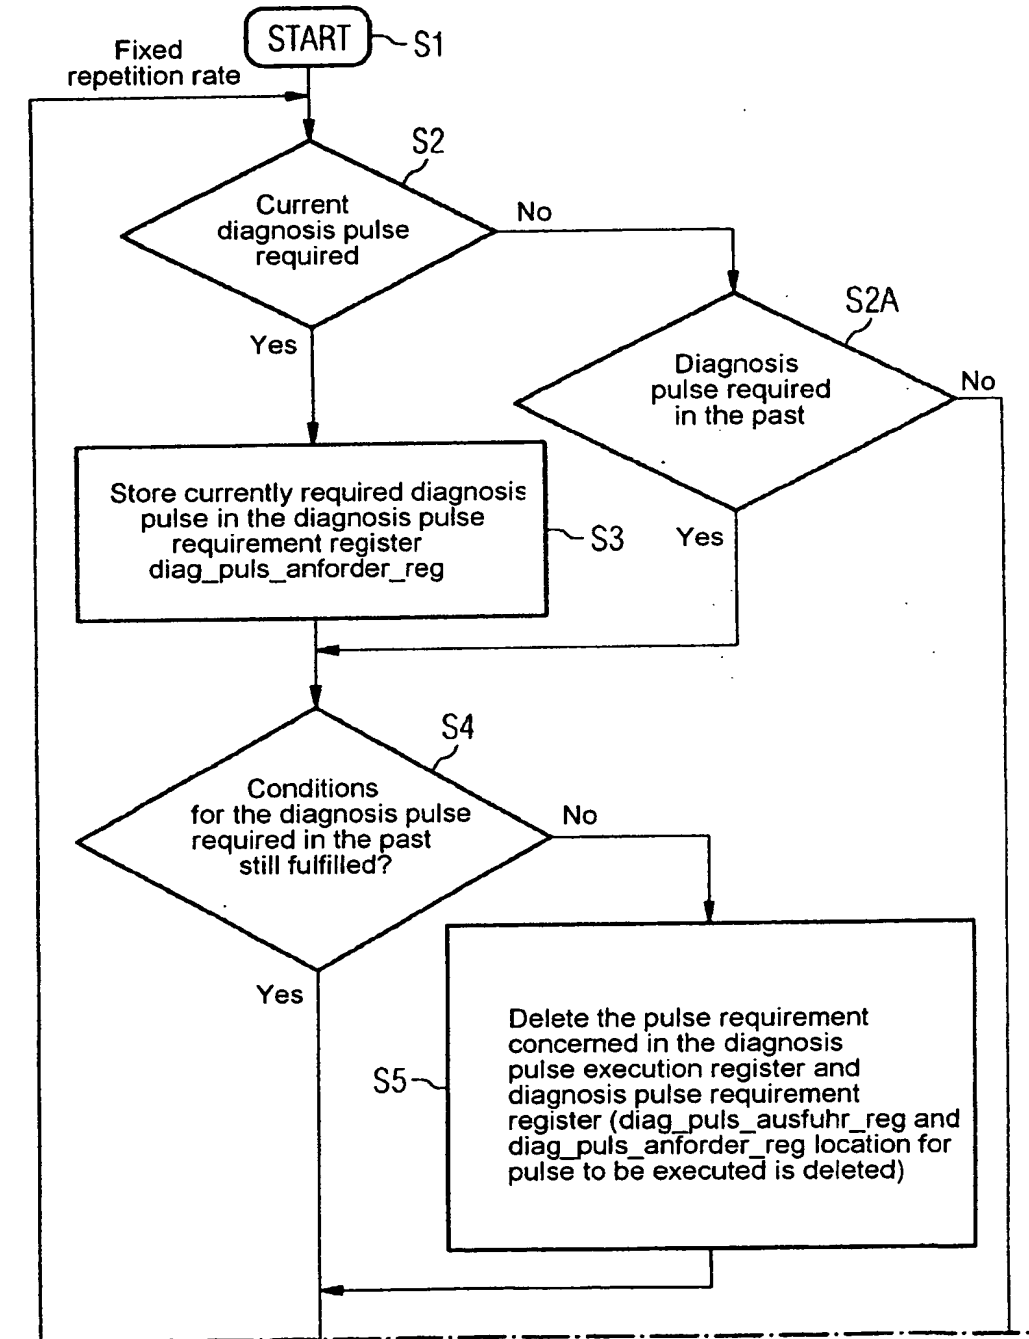 START
S1
Fixed
repetition rate
S2
Current
diagnosis pulse
required
No
Yes
S2A
Diagnosis
pulse required
in the past
No
Yes
Store currently required diagnosis
pulse in the diagnosis pulse
requirement register
diag_puls_anforder_reg
S3
S4
Conditions
for the diagnosis pulse
required in the past
still fulfilled?
No
Yes
S5
Delete the pulse requirement
concerned in the diagnosis
pulse execution register and
diagnosis pulse requirement
register (diag_puls_ausfuhr_reg and
diag_puls_anforder_reg location for
pulse to be executed is deleted)